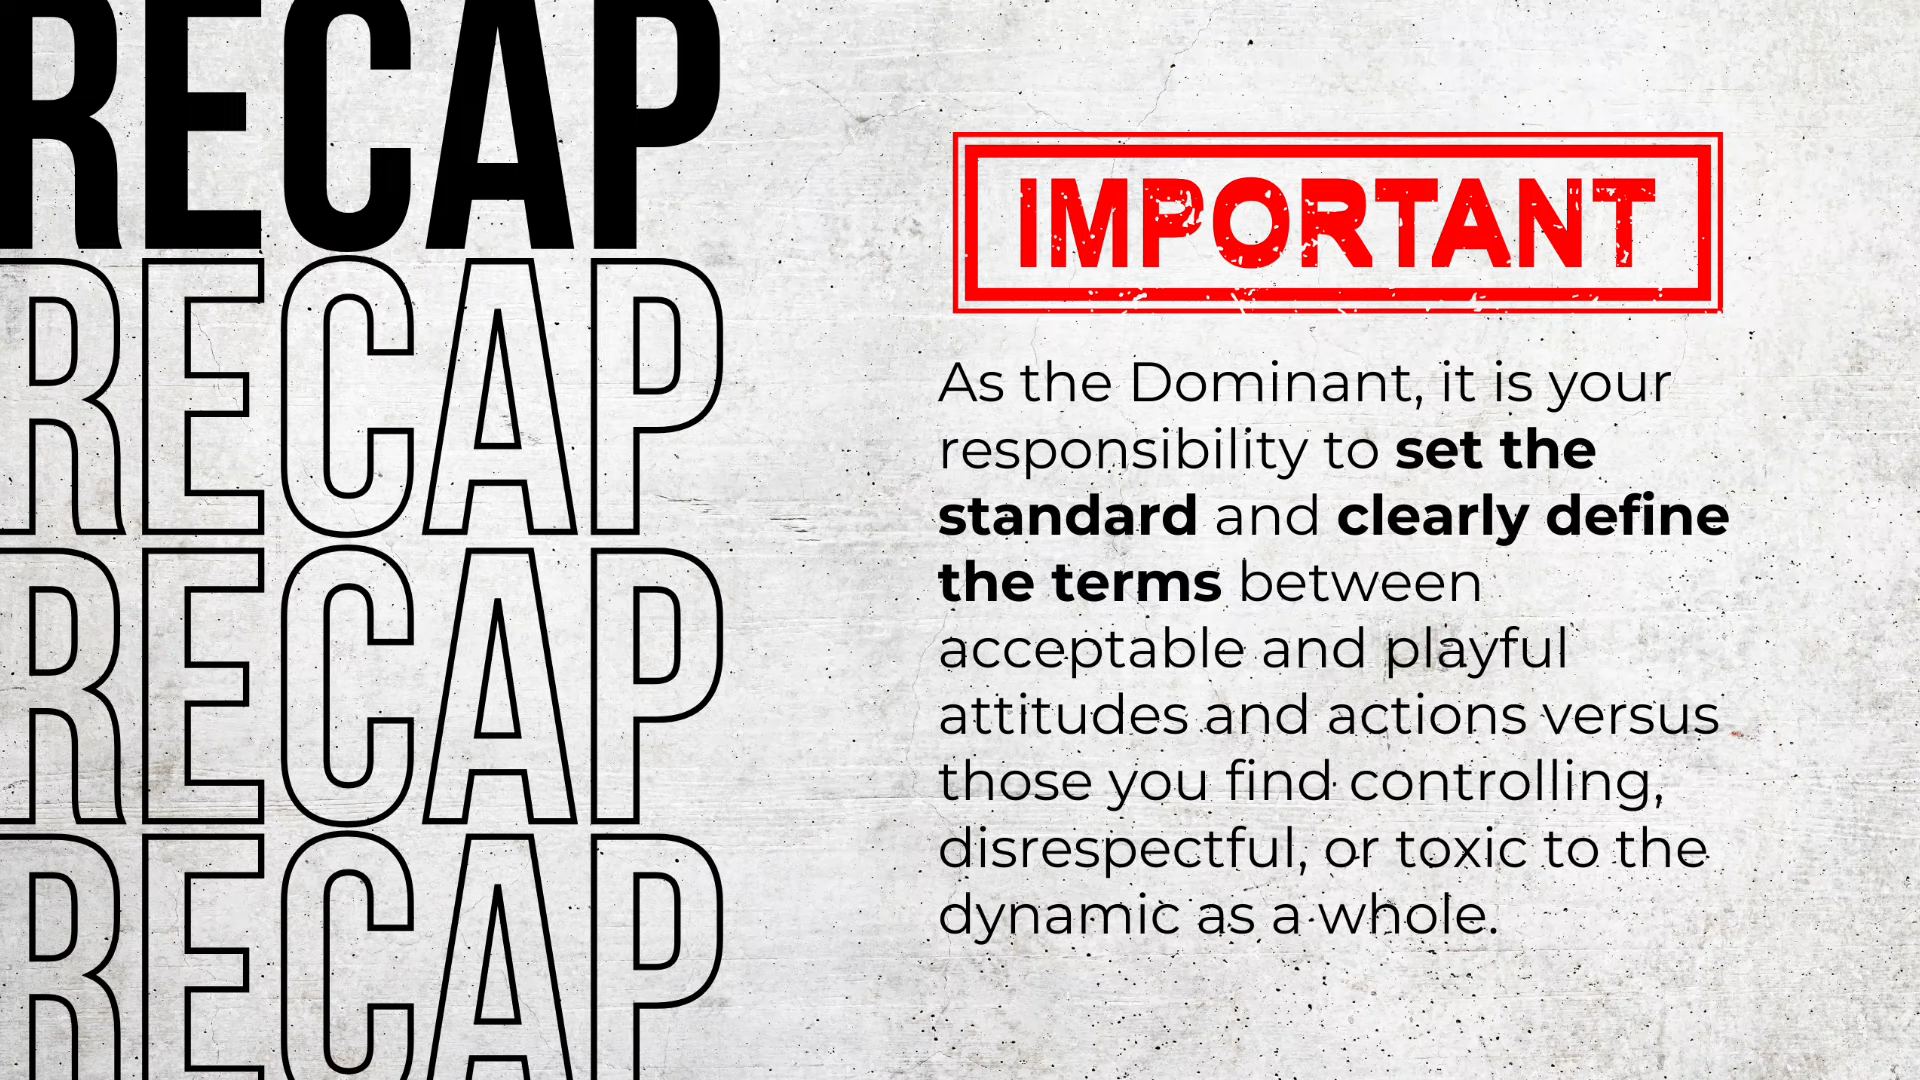 RECAP
RECAP
RECAP
RECAP
IMPORTANT
As the Dominant, it is your
responsibility to set the
standard and clearly define
the terms between
acceptable and playful
attitudes and actions versus
those you find controlling,
disrespectful, or toxic to the
dynamic as a whole.